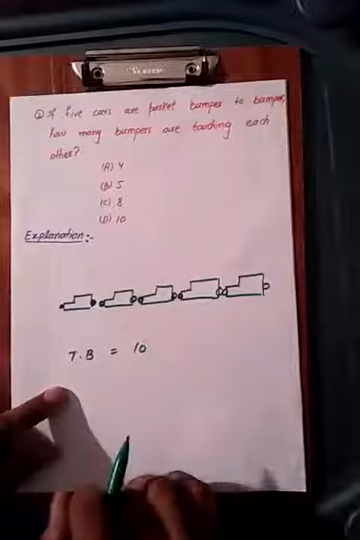 Q If five cars are parket bumper to bumper,
how many bumpers are touching each
other?
(A) 4
(B) 5
(C) 8
(D) 10
Explanation:-
T.B = 10